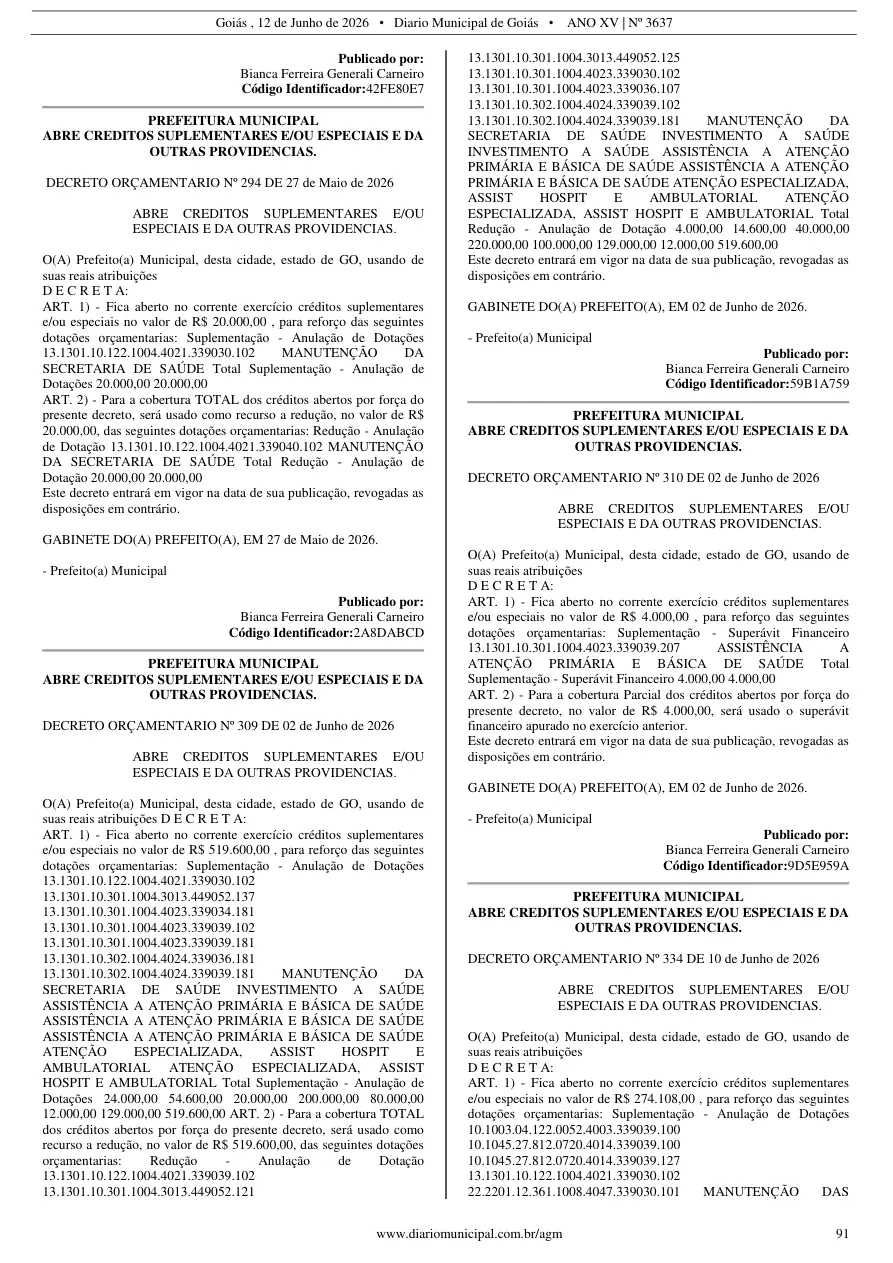 Goiás , 12 de Junho de 2026 • Diario Municipal de Goiás • ANO XV | Nº 3637
Publicado por:
Bianca Ferreira Generali Carneiro
Código Identificador:42FE80E7
PREFEITURA MUNICIPAL
ABRE CREDITOS SUPLEMENTARES E/OU ESPECIAIS E DA
OUTRAS PROVIDENCIAS.
DECRETO ORÇAMENTARIO Nº 294 DE 27 de Maio de 2026
ABRE CREDITOS SUPLEMENTARES E/OU
ESPECIAIS E DA OUTRAS PROVIDENCIAS.
O(A) Prefeito(a) Municipal, desta cidade, estado de GO, usando de
suas reais atribuições
D E C R E T A:
ART. 1) - Fica aberto no corrente exercício créditos suplementares
e/ou especiais no valor de R$ 20.000,00 , para reforço das seguintes
dotações orçamentarias: Suplementação - Anulação de Dotações
13.1301.10.122.1004.4021.339030.102 MANUTENÇÃO DA
SECRETARIA DE SAÚDE Total Suplementação - Anulação de
Dotações 20.000,00 20.000,00
ART. 2) - Para a cobertura TOTAL dos créditos abertos por força do
presente decreto, será usado como recurso a redução, no valor de R$
20.000,00, das seguintes dotações orçamentarias: Redução - Anulação
de Dotação 13.1301.10.122.1004.4021.339040.102 MANUTENÇÃO
DA SECRETARIA DE SAÚDE Total Redução - Anulação de
Dotação 20.000,00 20.000,00
Este decreto entrará em vigor na data de sua publicação, revogadas as
disposições em contrário.
GABINETE DO(A) PREFEITO(A), EM 27 de Maio de 2026.
- Prefeito(a) Municipal
Publicado por:
Bianca Ferreira Generali Carneiro
Código Identificador:2A8DABCD
PREFEITURA MUNICIPAL
ABRE CREDITOS SUPLEMENTARES E/OU ESPECIAIS E DA
OUTRAS PROVIDENCIAS.
DECRETO ORÇAMENTARIO Nº 309 DE 02 de Junho de 2026
ABRE CREDITOS SUPLEMENTARES E/OU
ESPECIAIS E DA OUTRAS PROVIDENCIAS.
O(A) Prefeito(a) Municipal, desta cidade, estado de GO, usando de
suas reais atribuições D E C R E T A:
ART. 1) - Fica aberto no corrente exercício créditos suplementares
e/ou especiais no valor de R$ 519.600,00 , para reforço das seguintes
dotações orçamentarias: Suplementação - Anulação de Dotações
13.1301.10.122.1004.4021.339030.102
13.1301.10.301.1004.3013.449052.137
13.1301.10.301.1004.4023.339034.181
13.1301.10.301.1004.4023.339039.102
13.1301.10.301.1004.4023.339039.181
13.1301.10.302.1004.4024.339036.181
13.1301.10.302.1004.4024.339039.181 MANUTENÇÃO DA
SECRETARIA DE SAÚDE INVESTIMENTO A SAÚDE
ASSISTÊNCIA A ATENÇÃO PRIMÁRIA E BÁSICA DE SAÚDE
ASSISTÊNCIA A ATENÇÃO PRIMÁRIA E BÁSICA DE SAÚDE
ASSISTÊNCIA A ATENÇÃO PRIMÁRIA E BÁSICA DE SAÚDE
ATENÇÃO ESPECIALIZADA, ASSIST HOSPIT E
AMBULATORIAL ATENÇÃO ESPECIALIZADA, ASSIST
HOSPIT E AMBULATORIAL Total Suplementação - Anulação de
Dotações 24.000,00 54.600,00 20.000,00 200.000,00 80.000,00
12.000,00 129.000,00 519.600,00 ART. 2) - Para a cobertura TOTAL
dos créditos abertos por força do presente decreto, será usado como
recurso a redução, no valor de R$ 519.600,00, das seguintes dotações
orçamentarias: Redução - Anulação de Dotação
13.1301.10.122.1004.4021.339039.102
13.1301.10.301.1004.3013.449052.121
13.1301.10.301.1004.3013.449052.125
13.1301.10.301.1004.4023.339030.102
13.1301.10.301.1004.4023.339036.107
13.1301.10.302.1004.4024.339039.102
13.1301.10.302.1004.4024.339039.181 MANUTENÇÃO DA
SECRETARIA DE SAÚDE INVESTIMENTO A SAÚDE
INVESTIMENTO A SAÚDE ASSISTÊNCIA A ATENÇÃO
PRIMÁRIA E BÁSICA DE SAÚDE ASSISTÊNCIA A ATENÇÃO
PRIMÁRIA E BÁSICA DE SAÚDE ATENÇÃO ESPECIALIZADA,
ASSIST HOSPIT E AMBULATORIAL ATENÇÃO
ESPECIALIZADA, ASSIST HOSPIT E AMBULATORIAL Total
Redução - Anulação de Dotação 4.000,00 14.600,00 40.000,00
220.000,00 100.000,00 129.000,00 12.000,00 519.600,00
Este decreto entrará em vigor na data de sua publicação, revogadas as
disposições em contrário.
GABINETE DO(A) PREFEITO(A), EM 02 de Junho de 2026.
- Prefeito(a) Municipal
Publicado por:
Bianca Ferreira Generali Carneiro
Código Identificador:59B1A759
PREFEITURA MUNICIPAL
ABRE CREDITOS SUPLEMENTARES E/OU ESPECIAIS E DA
OUTRAS PROVIDENCIAS.
DECRETO ORÇAMENTARIO Nº 310 DE 02 de Junho de 2026
ABRE CREDITOS SUPLEMENTARES E/OU
ESPECIAIS E DA OUTRAS PROVIDENCIAS.
O(A) Prefeito(a) Municipal, desta cidade, estado de GO, usando de
suas reais atribuições
D E C R E T A:
ART. 1) - Fica aberto no corrente exercício créditos suplementares
e/ou especiais no valor de R$ 4.000,00 , para reforço das seguintes
dotações orçamentarias: Suplementação - Superávit Financeiro
13.1301.10.301.1004.4023.339039.207 ASSISTÊNCIA A
ATENÇÃO PRIMÁRIA E BÁSICA DE SAÚDE Total
Suplementação - Superávit Financeiro 4.000,00 4.000,00
ART. 2) - Para a cobertura Parcial dos créditos abertos por força do
presente decreto, no valor de R$ 4.000,00, será usado o superávit
financeiro apurado no exercício anterior.
Este decreto entrará em vigor na data de sua publicação, revogadas as
disposições em contrário.
GABINETE DO(A) PREFEITO(A), EM 02 de Junho de 2026.
- Prefeito(a) Municipal
Publicado por:
Bianca Ferreira Generali Carneiro
Código Identificador:9D5E959A
PREFEITURA MUNICIPAL
ABRE CREDITOS SUPLEMENTARES E/OU ESPECIAIS E DA
OUTRAS PROVIDENCIAS.
DECRETO ORÇAMENTARIO Nº 334 DE 10 de Junho de 2026
ABRE CREDITOS SUPLEMENTARES E/OU
ESPECIAIS E DA OUTRAS PROVIDENCIAS.
O(A) Prefeito(a) Municipal, desta cidade, estado de GO, usando de
suas reais atribuições
D E C R E T A:
ART. 1) - Fica aberto no corrente exercício créditos suplementares
e/ou especiais no valor de R$ 274.108,00 , para reforço das seguintes
dotações orçamentarias: Suplementação - Anulação de Dotações
10.1003.04.122.0052.4003.339039.100
10.1045.27.812.0720.4014.339039.100
10.1045.27.812.0720.4014.339039.127
13.1301.10.122.1004.4021.339030.102
22.2201.12.361.1008.4047.339030.101 MANUTENÇÃO DAS
www.diariomunicipal.com.br/agm
91